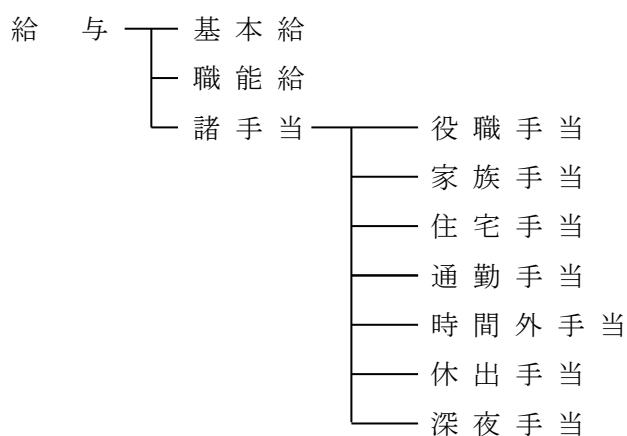 給　与 基本給
職能給
諸手当 役職手当
家族手当
住宅手当
通勤手当
時間外手当
休出手当
深夜手当